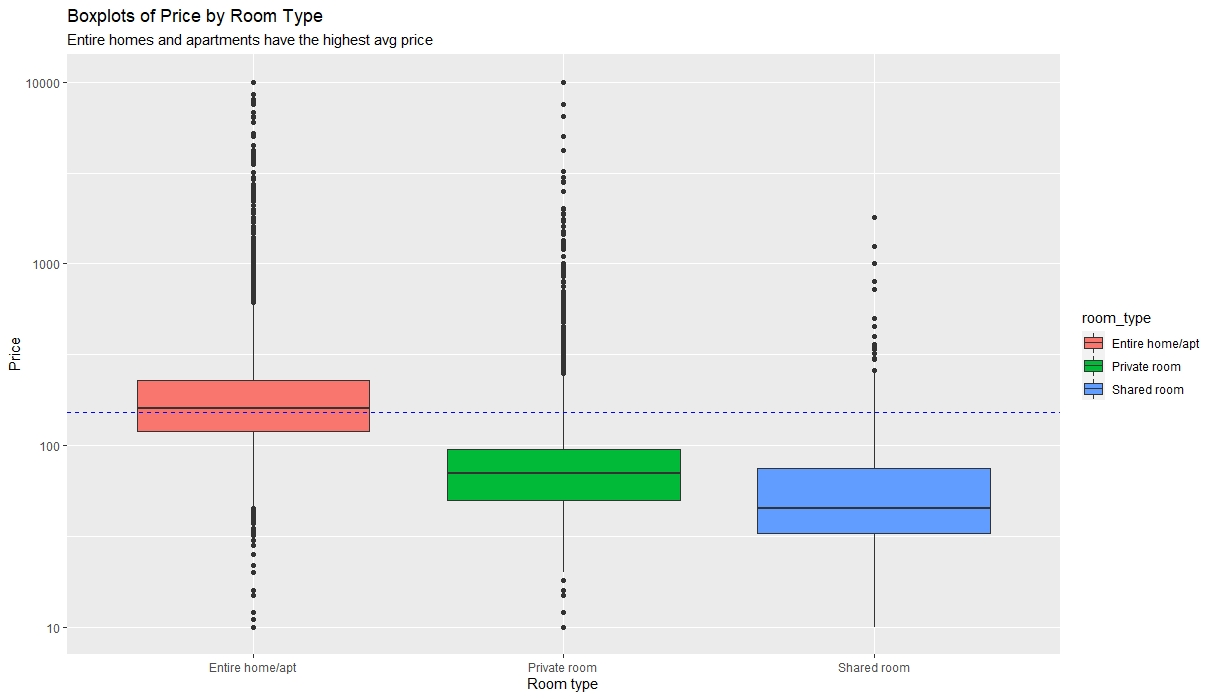 Boxplots of Price by Room Type
Entire homes and apartments have the highest avg price
10000
1000
100
10
Price
Entire home/apt
Private room
Shared room
Room type
room_type
Entire home/apt
Private room
Shared room